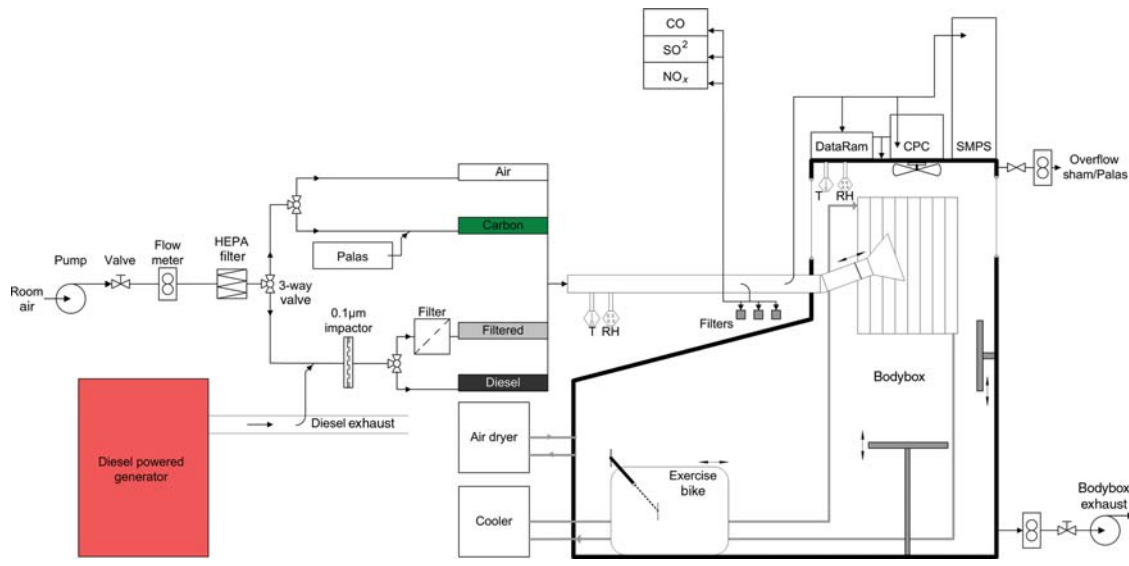 CO
SO²
NOx
DataRam
CPC
SMPS
Overflow
sham/Palas
T
RH
Air
Carbon
Palas
HEPA
filter
Flow
meter
Pump
Valve
Room
air
3-way
valve
0.1µm
impactor
Filter
Filtered
Diesel
T
RH
Filters
Bodybox
Diesel exhaust
Diesel powered
generator
Air dryer
Cooler
Exercise
bike
Bodybox
exhaust